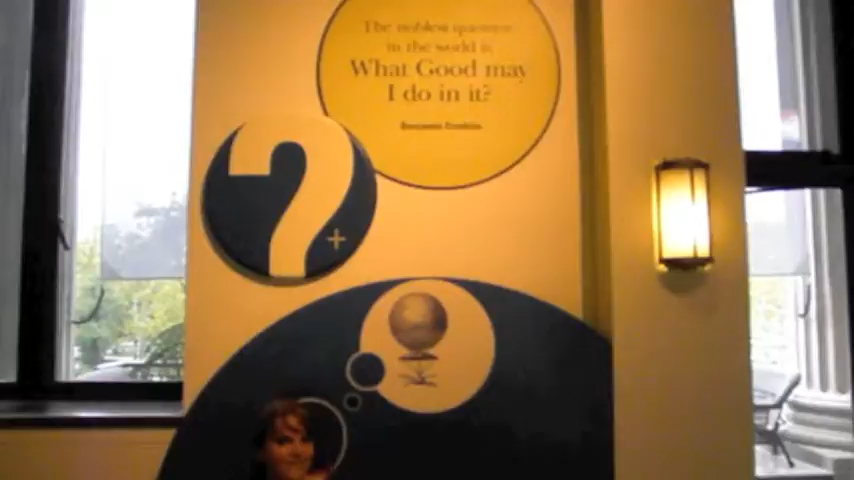 The noblest question
in the world is
What Good may
I do in it?
Benjamin Franklin
?
+